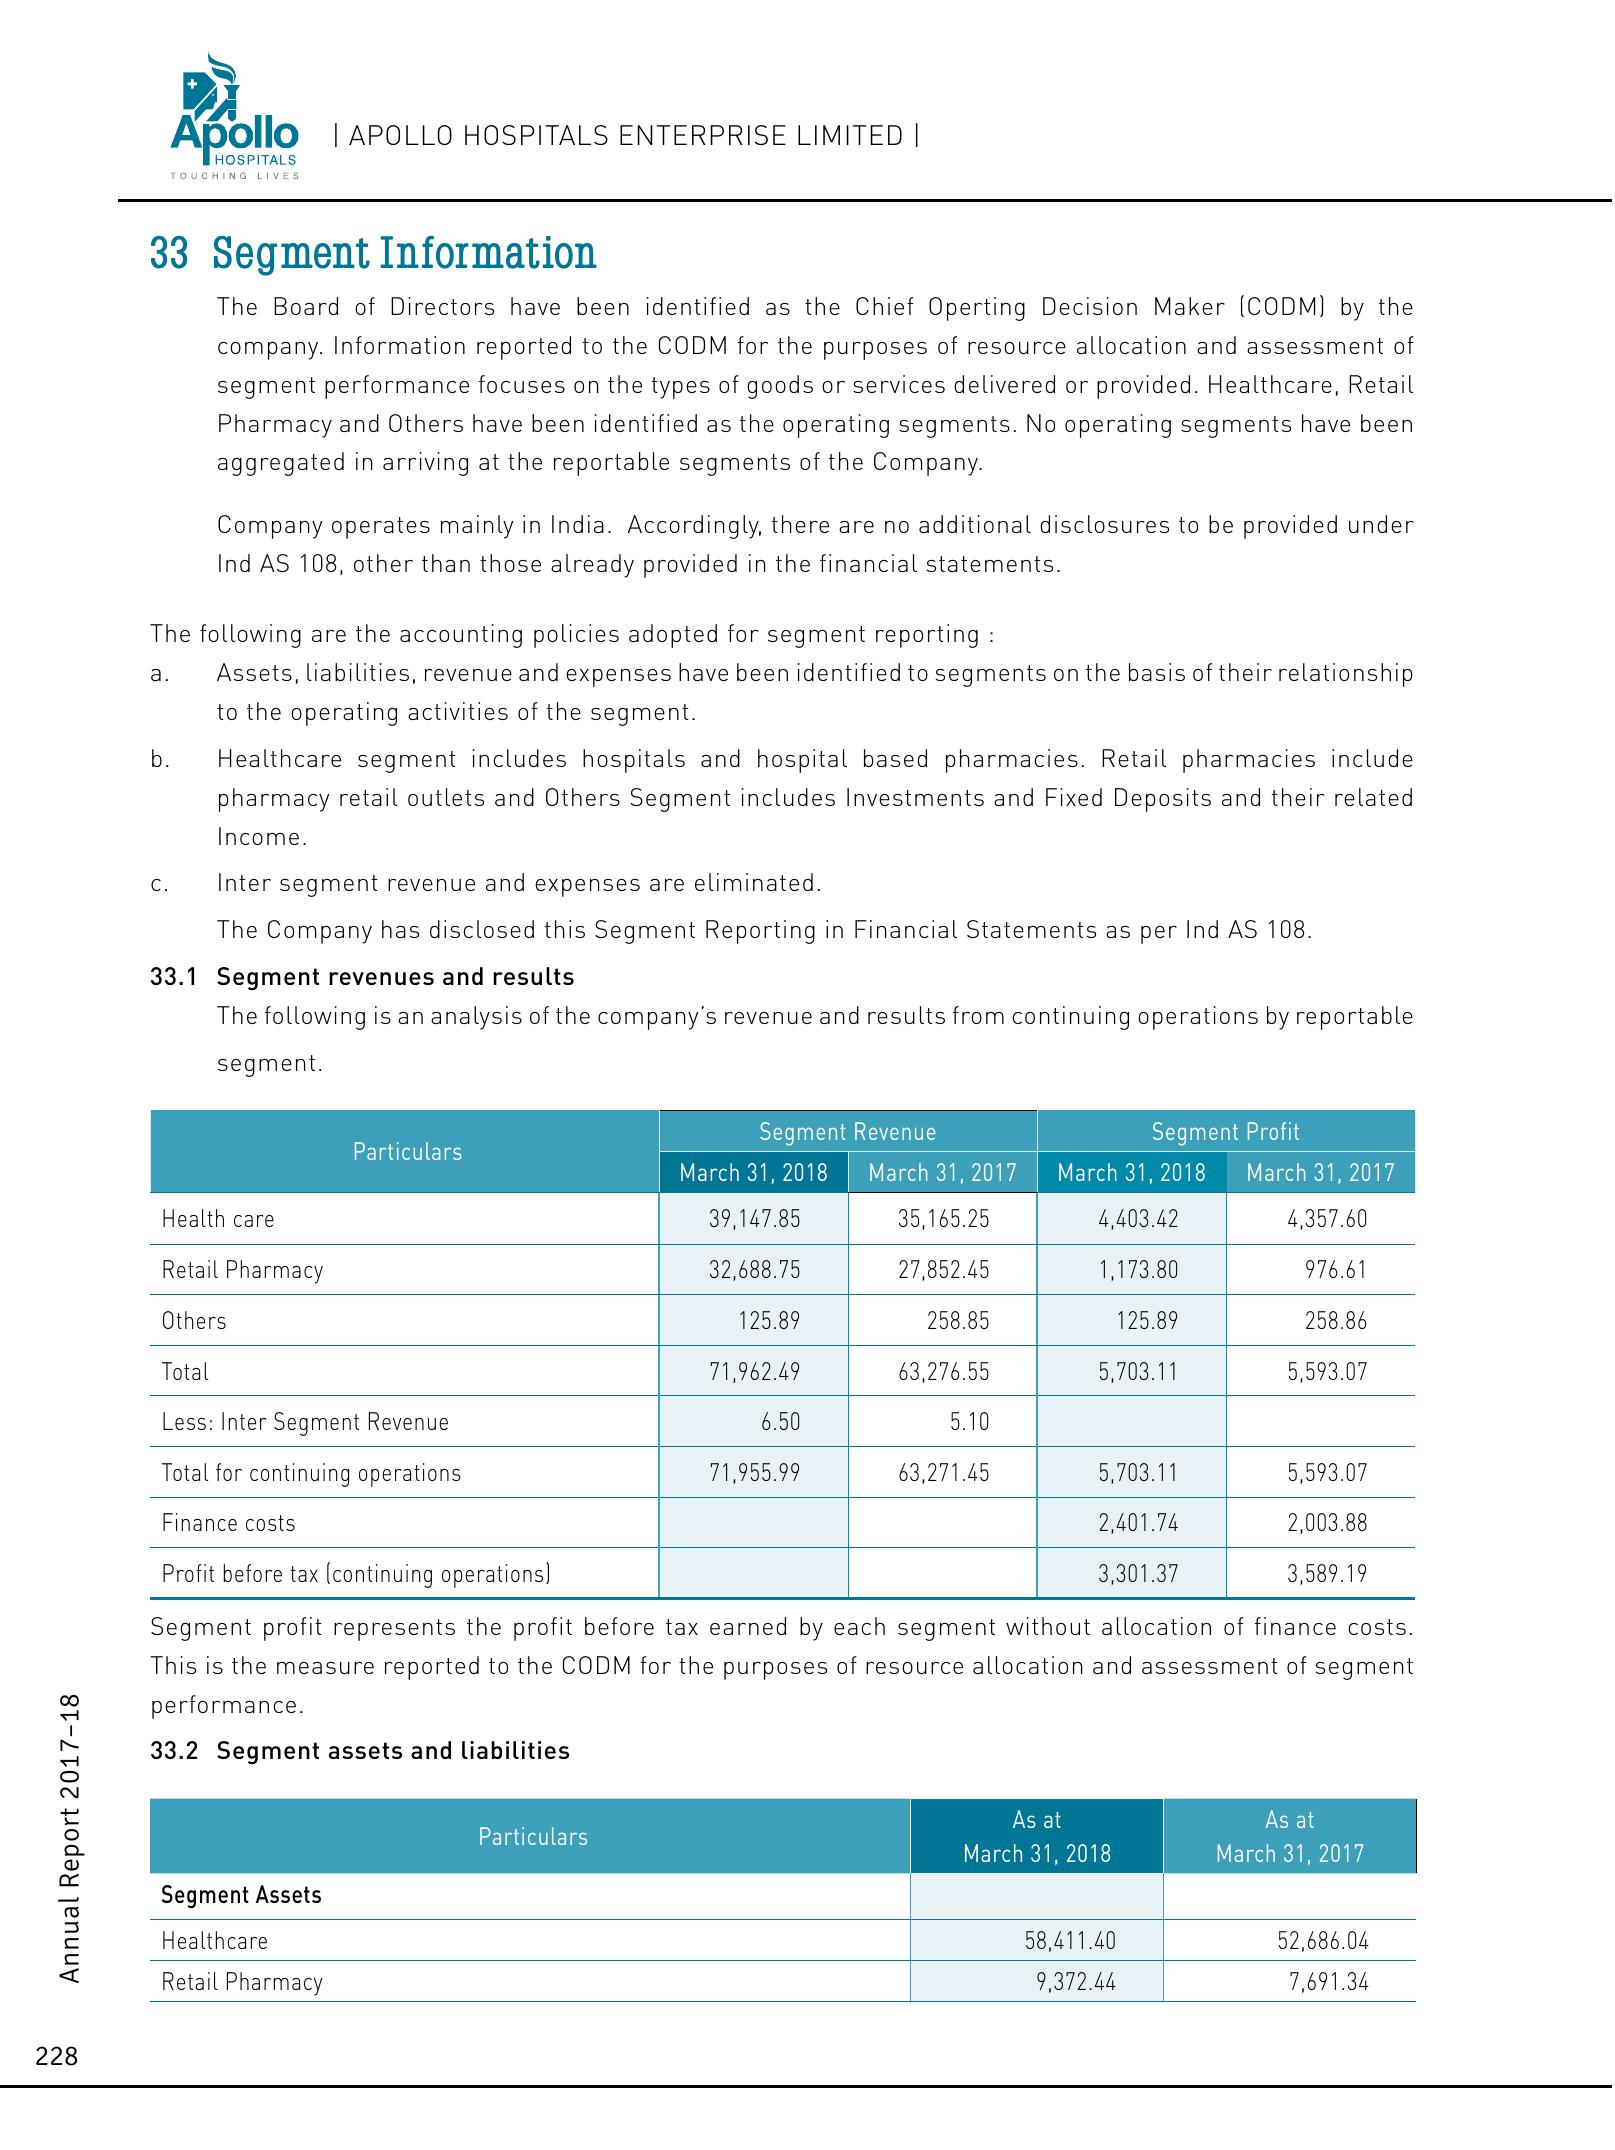 Apollo
HOSPITALS
TOUCHING LIVES
| APOLLO HOSPITALS ENTERPRISE LIMITED |
33 Segment Information
The Board of Directors have been identified as the Chief Operting Decision Maker (CODM) by the
company. Information reported to the CODM for the purposes of resource allocation and assessment of
segment performance focuses on the types of goods or services delivered or provided. Healthcare, Retail
Pharmacy and Others have been identified as the operating segments. No operating segments have been
aggregated in arriving at the reportable segments of the Company.
Company operates mainly in India. Accordingly, there are no additional disclosures to be provided under
Ind AS 108, other than those already provided in the financial statements.
The following are the accounting policies adopted for segment reporting :
a. Assets, liabilities, revenue and expenses have been identified to segments on the basis of their relationship
to the operating activities of the segment.
b. Healthcare segment includes hospitals and hospital based pharmacies. Retail pharmacies include
pharmacy retail outlets and Others Segment includes Investments and Fixed Deposits and their related
Income.
c. Inter segment revenue and expenses are eliminated.
The Company has disclosed this Segment Reporting in Financial Statements as per Ind AS 108.
33.1 Segment revenues and results
The following is an analysis of the company's revenue and results from continuing operations by reportable
segment.
Particulars Segment Revenue Segment Profit
March 31, 2018 March 31, 2017 March 31, 2018 March 31, 2017
Health care 39,147.85 35,165.25 4,403.42 4,357.60
Retail Pharmacy 32,688.75 27,852.45 1,173.80 976.61
Others 125.89 258.85 125.89 258.86
Total 71,962.49 63,276.55 5,703.11 5,593.07
Less: Inter Segment Revenue 6.50 5.10
Total for continuing operations 71,955.99 63,271.45 5,703.11 5,593.07
Finance costs 2,401.74 2,003.88
Profit before tax (continuing operations) 3,301.37 3,589.19
Segment profit represents the profit before tax earned by each segment without allocation of finance costs.
This is the measure reported to the CODM for the purposes of resource allocation and assessment of segment
performance.
33.2 Segment assets and liabilities
Particulars As at March 31, 2018 As at March 31, 2017
Segment Assets
Healthcare 58,411.40 52,686.04
Retail Pharmacy 9,372.44 7,691.34
Annual Report 2017–18
228